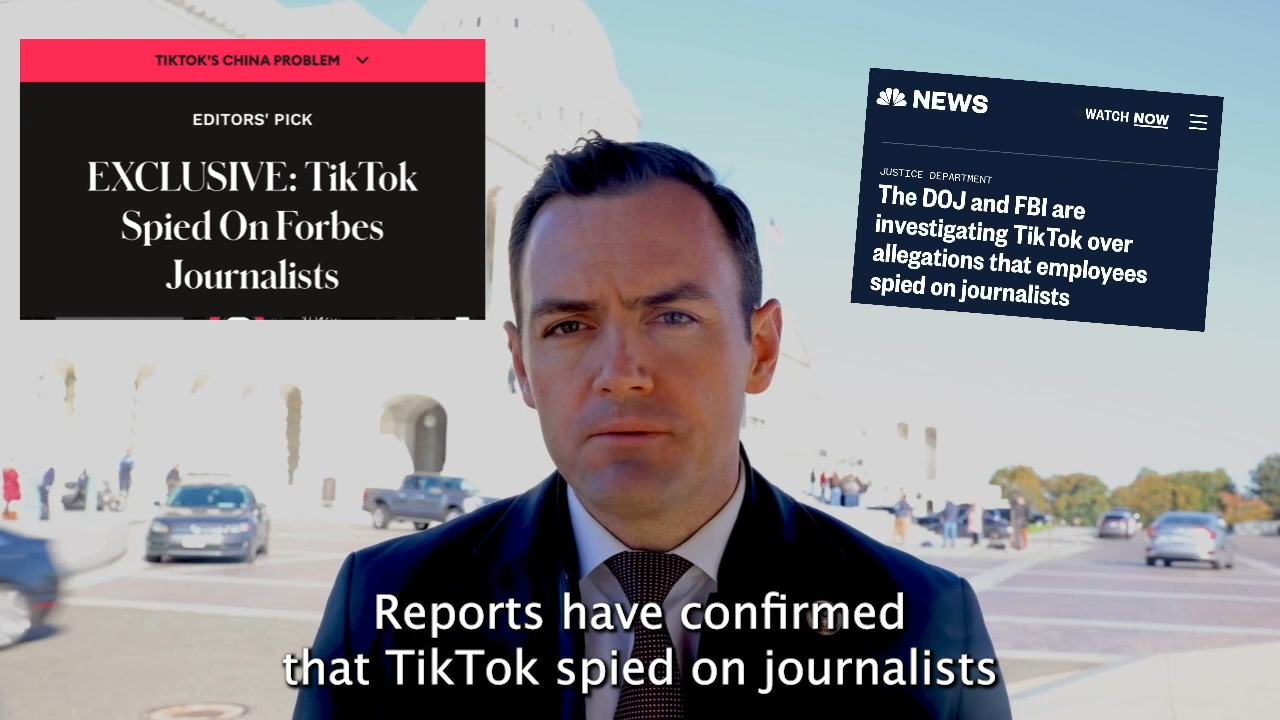 TIKTOK'S CHINA PROBLEM
EDITORS' PICK
EXCLUSIVE: TikTok
Spied On Forbes
Journalists
NEWS
WATCH NOW
JUSTICE DEPARTMENT
The DOJ and FBI are
investigating TikTok over
allegations that employees
spied on journalists
Reports have confirmed
that TikTok spied on journalists